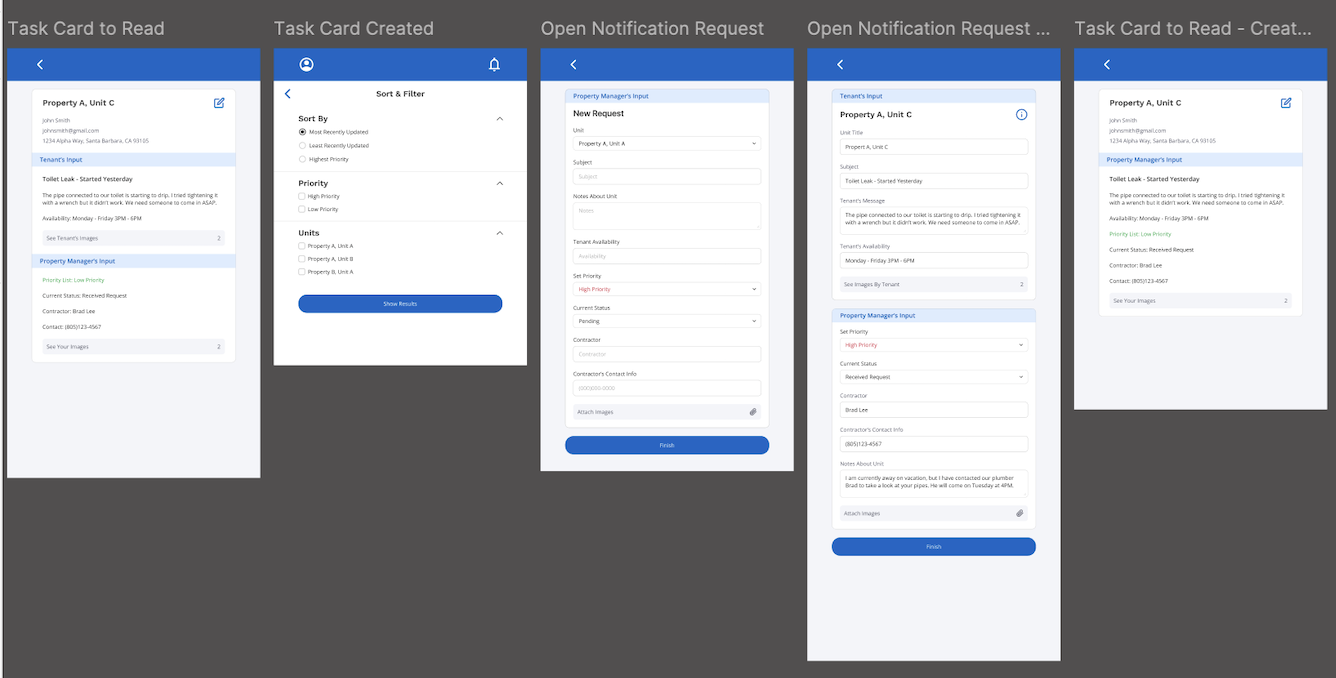 Task Card to Read
Property A, Unit C
John Smith
johnsmith@gmail.com
1234 Alpha Way, Santa Barbara, CA 93105
Tenant's Input
Toilet Leak - Started Yesterday
The pipe connected to our toilet is starting to drip. I tried tightening it
with a wrench but it didn't work. We need someone to come in ASAP.
Availability: Monday - Friday 3PM - 6PM
See Tenant's Images 2
Property Manager's Input
Priority List: Low Priority
Current Status: Received Request
Contractor: Brad Lee
Contact: (805)123-4567
See Your Images 2
Task Card Created
Sort & Filter
Sort By
Most Recently Updated
Least Recently Updated
Highest Priority
Priority
High Priority
Low Priority
Units
Property A, Unit A
Property A, Unit B
Property B, Unit A
Show Results
Open Notification Request
Property Manager's Input
New Request
Unit
Property A, Unit A
Subject
Subject
Notes About Unit
Notes
Tenant Availability
Availability
Set Priority
High Priority
Current Status
Pending
Contractor
Contractor
Contractor's Contact Info
(000)000-0000
Attach Images
Finish
Open Notification Request ...
Tenant's Input
Property A, Unit C
Unit Title
Propert A, Unit C
Subject
Toilet Leak - Started Yesterday
Tenant's Message
The pipe connected to our toilet is starting to drip. I tried tightening it
with a wrench but it didn't work. We need someone to come in ASAP.
Tenant's Availability
Monday - Friday 3PM - 6PM
See Images By Tenant 2
Property Manager's Input
Set Priority
High Priority
Current Status
Received Request
Contractor
Brad Lee
Contractor's Contact Info
(805)123-4567
Notes About Unit
I am currently away on vacation, but I have contacted our plumber
Brad to take a look at your pipes. He will come on Tuesday at 4PM.
Attach Images
Finish
Task Card to Read - Creat...
Property A, Unit C
John Smith
johnsmith@gmail.com
1234 Alpha Way, Santa Barbara, CA 93105
Property Manager's Input
Toilet Leak - Started Yesterday
The pipe connected to our toilet is starting to drip. I tried tightening it
with a wrench but it didn't work. We need someone to come in ASAP.
Availability: Monday - Friday 3PM - 6PM
Priority List: Low Priority
Current Status: Received Request
Contractor: Brad Lee
Contact: (805)123-4567
See Your Images 2